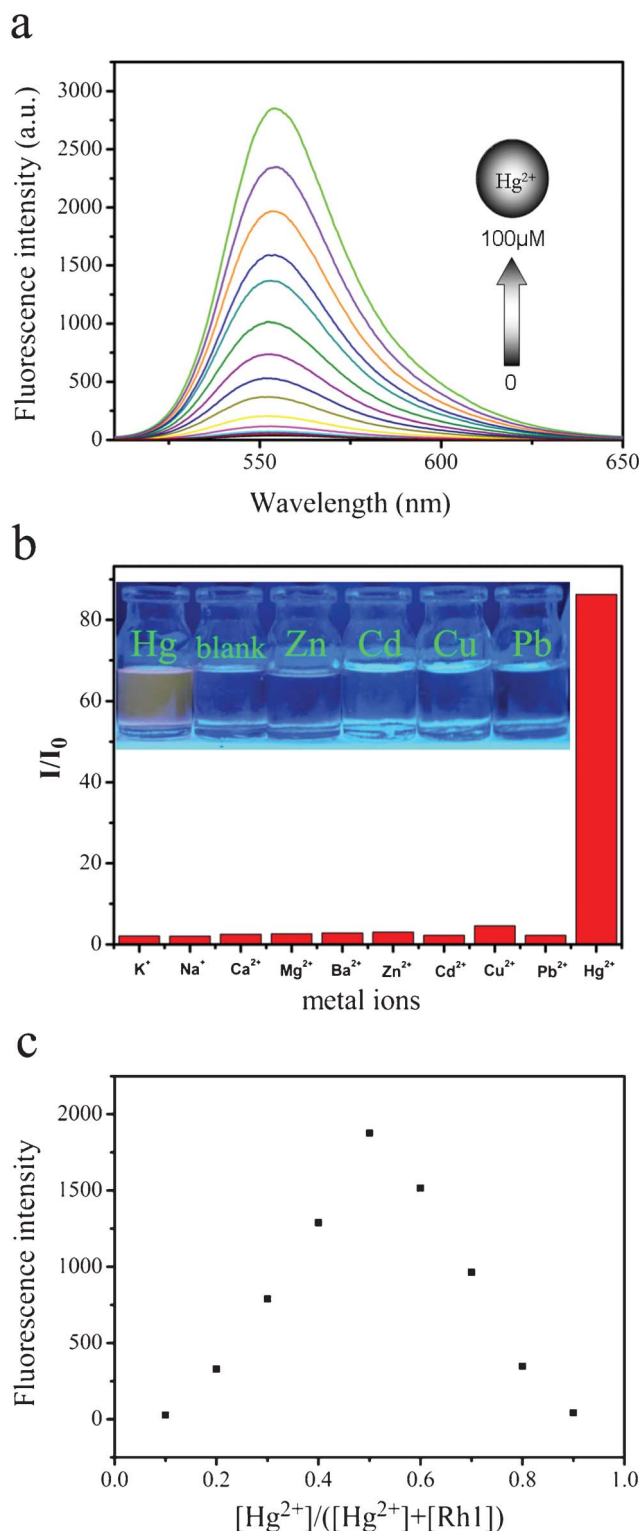 a
Fluorescence intensity (a.u.)
3000
2500
2000
1500
1000
500
0
550
600
650
Wavelength (nm)
Hg²⁺
100µM
0
b
I/I₀
80
60
40
20
0
Hg blank Zn Cd Cu Pb
K⁺ Na⁺ Ca²⁺ Mg²⁺ Ba²⁺ Zn²⁺ Cd²⁺ Cu²⁺ Pb²⁺ Hg²⁺
metal ions
c
Fluorescence intensity
2000
1500
1000
500
0
0.0 0.2 0.4 0.6 0.8 1.0
[Hg²⁺]/([Hg²⁺]+[Rh1])